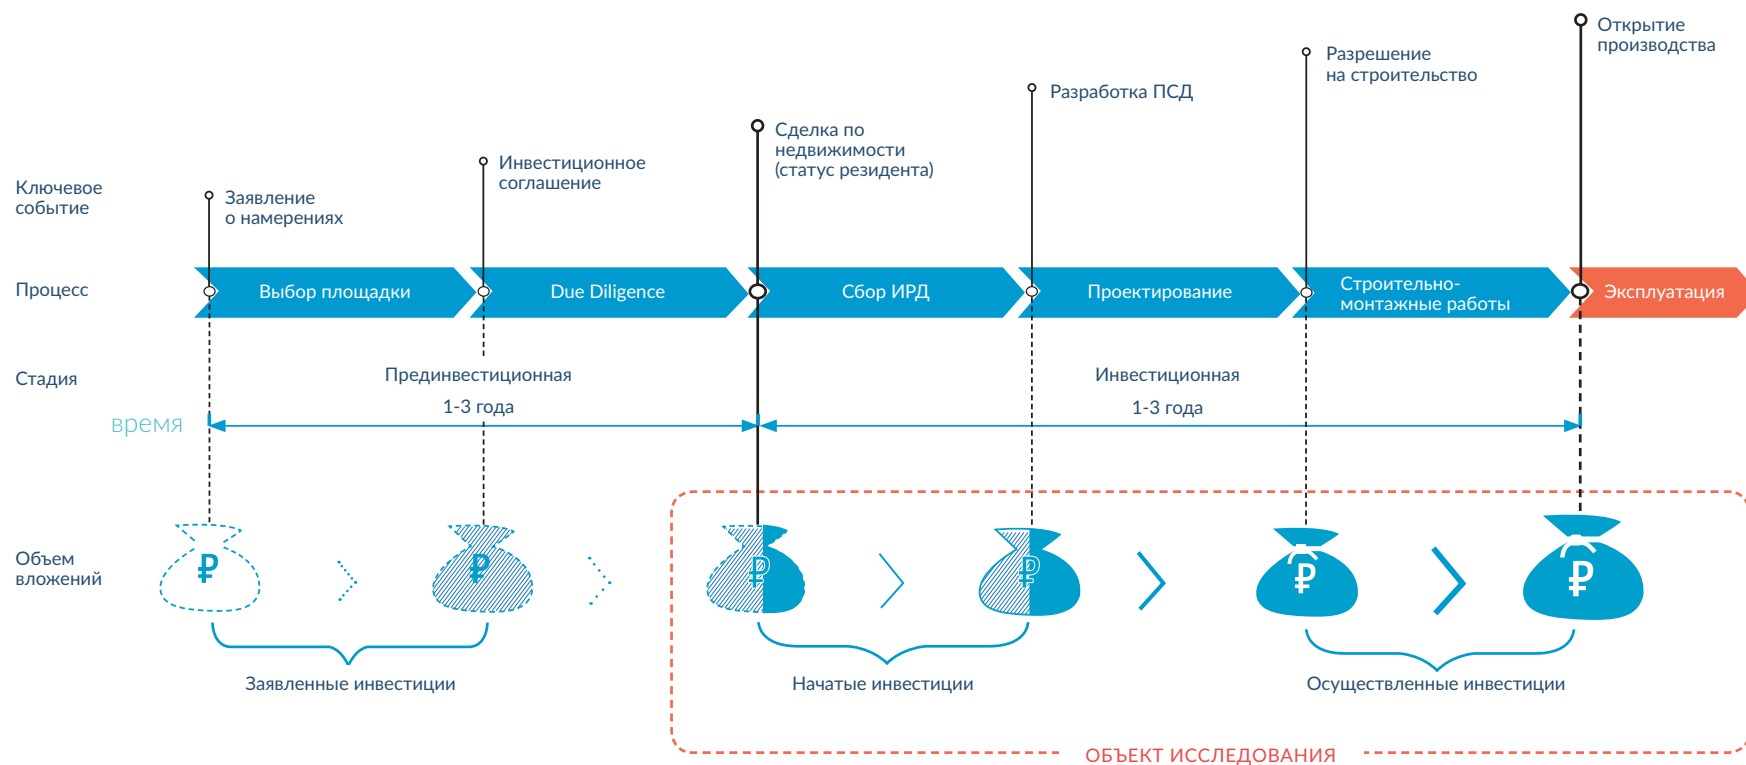 Открытие
производства
Разрешение
на строительство
Разработка ПСД
Сделка по
недвижимости
(статус резидента)
Инвестиционное
соглашение
Ключевое
событие
Заявление
о намерениях
Процесс
Выбор площадки
Due Diligence
Сбор ИРД
Проектирование
Строительно-
монтажные работы
Эксплуатация
Стадия
Прединвестиционная
1-3 года
Инвестиционная
1-3 года
время
Объем
вложений
₽
₽
₽
₽
₽
₽
Заявленные инвестиции
Начатые инвестиции
Осуществленные инвестиции
ОБЪЕКТ ИССЛЕДОВАНИЯ